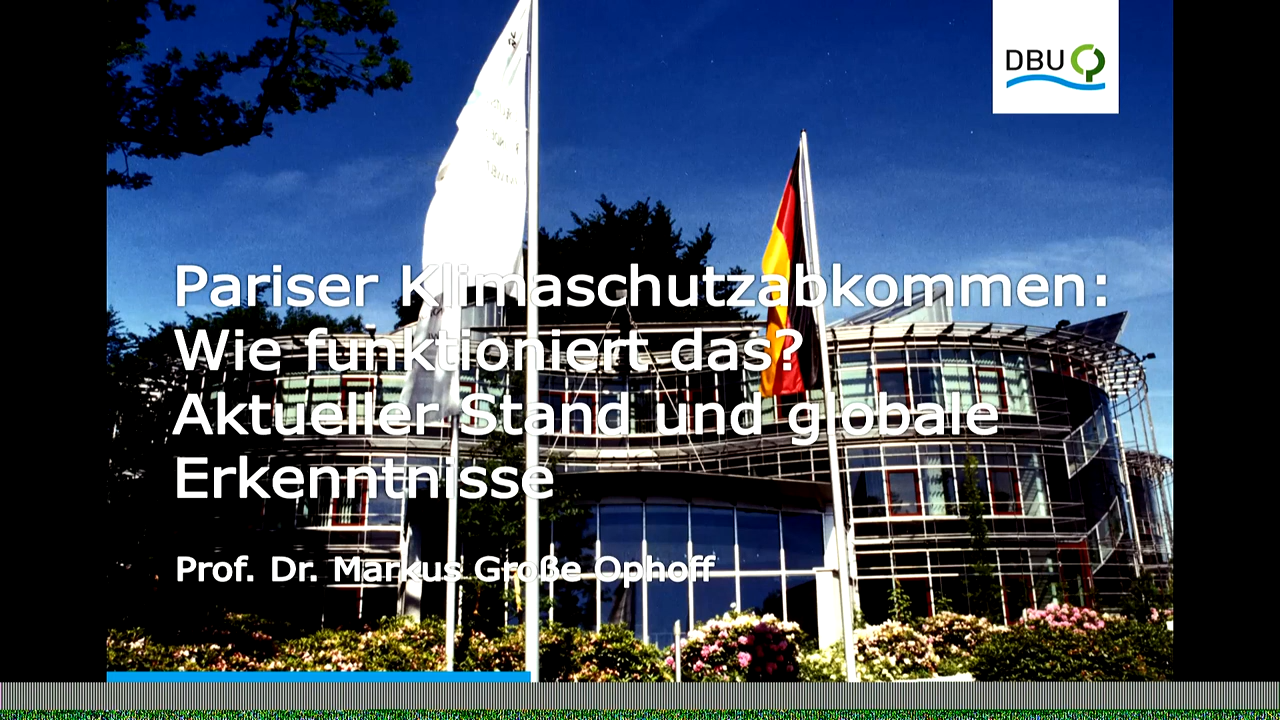 DBU
Pariser Klimaschutzabkommen:
Wie funktioniert das?
Aktueller Stand und globale
Erkenntnisse
Prof. Dr. Markus Große Ophoff